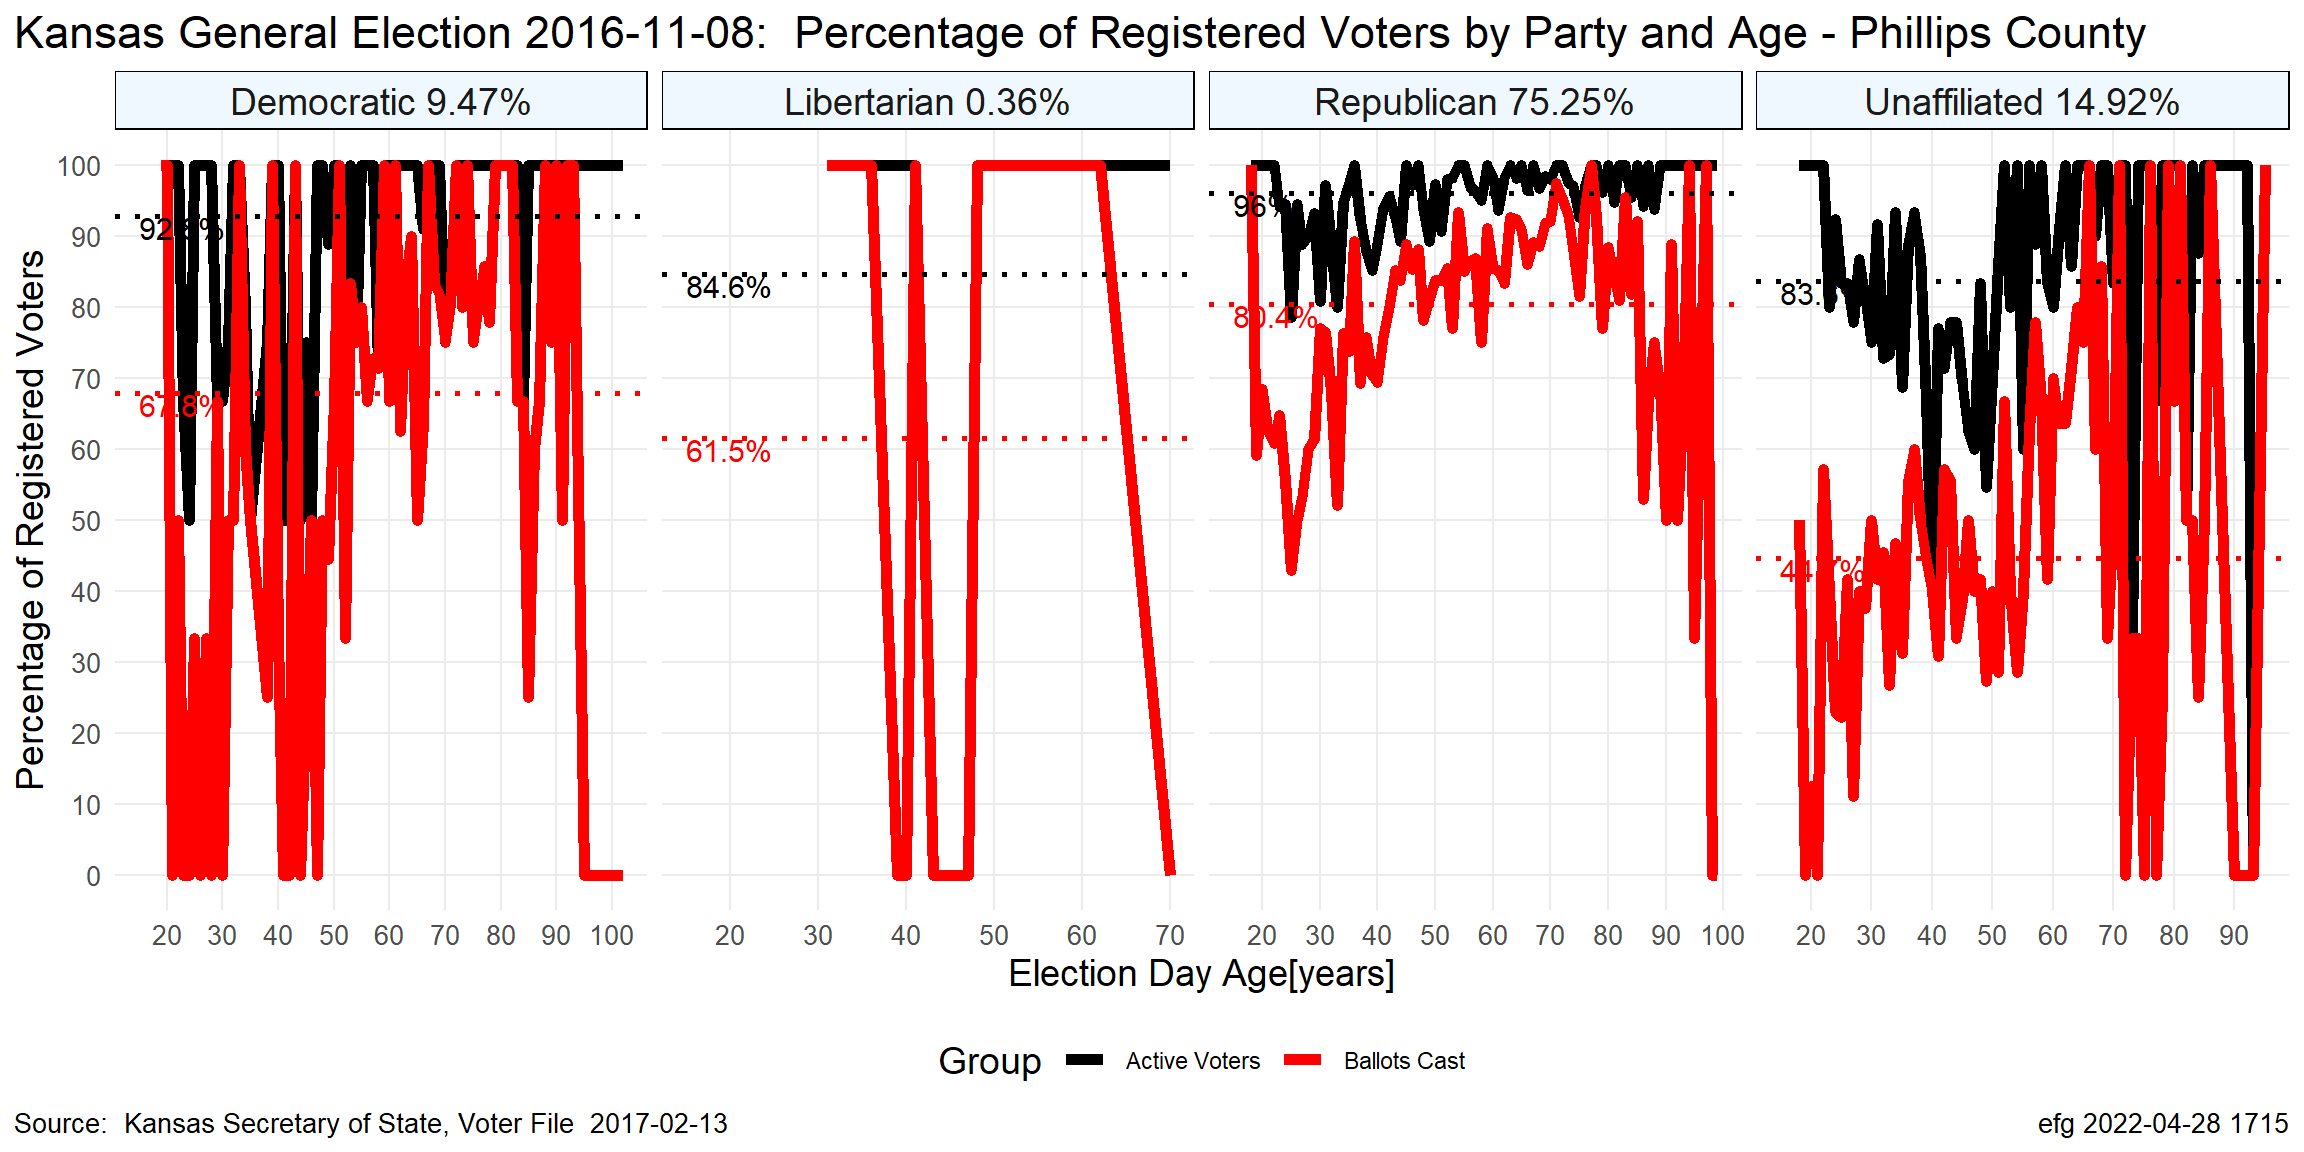 Kansas General Election 2016-11-08:  Percentage of Registered Voters by Party and Age - Phillips County
Democratic 9.47%
Libertarian 0.36%
Republican 75.25%
Unaffiliated 14.92%
Percentage of Registered Voters
100
90
80
70
60
50
40
30
20
10
0
67.8%
84.6%
61.5%
96%
80.4%
20 30 40 50 60 70 80 90 100
20 30 40 50 60 70
20 30 40 50 60 70 80 90 100
20 30 40 50 60 70 80 90
Election Day Age[years]
Group Active Voters Ballots Cast
Source:  Kansas Secretary of State, Voter File  2017-02-13
efg 2022-04-28 1715